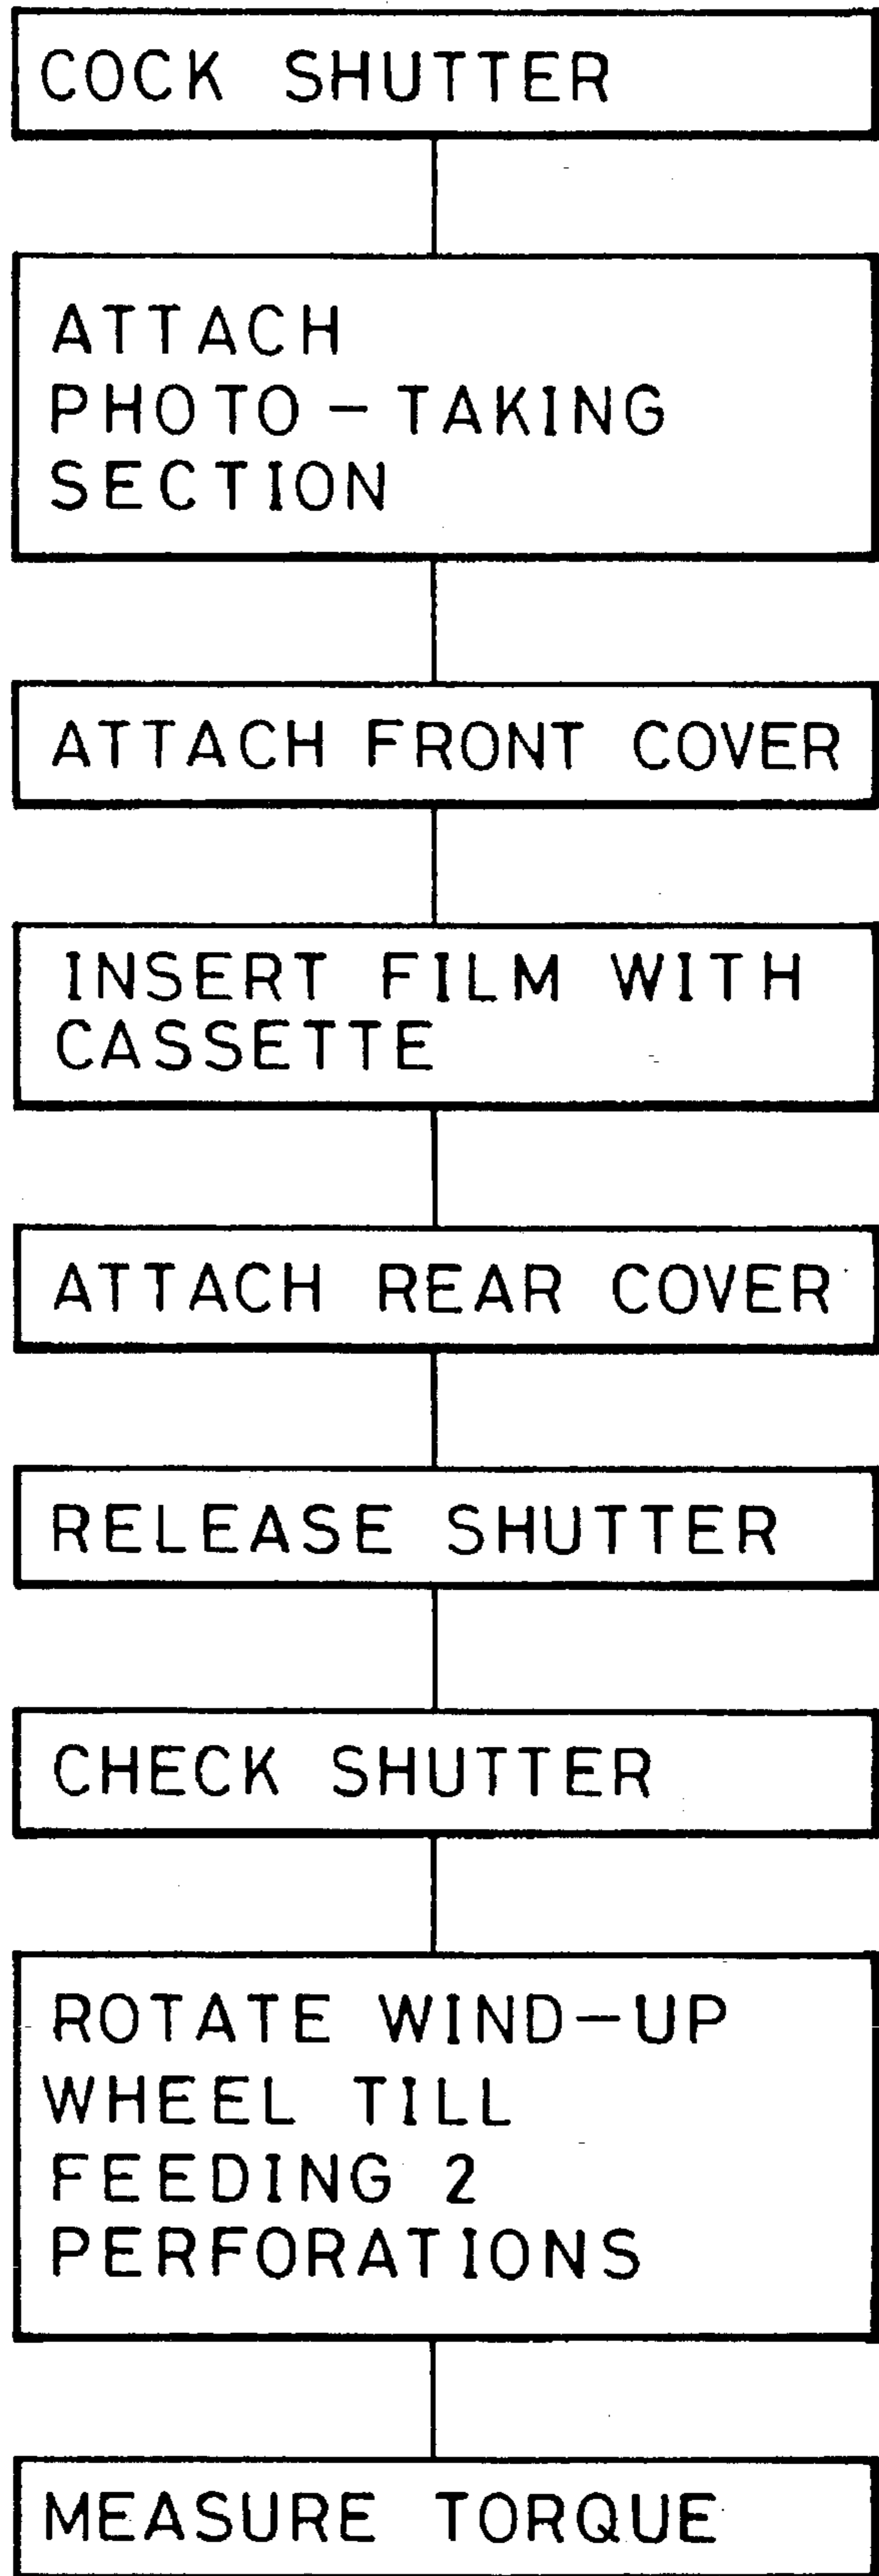 COCK SHUTTER
ATTACH
PHOTO-TAKING
SECTION
ATTACH FRONT COVER
INSERT FILM WITH
CASSETTE
ATTACH REAR COVER
RELEASE SHUTTER
CHECK SHUTTER
ROTATE WIND-UP
WHEEL TILL
FEEDING 2
PERFORATIONS
MEASURE TORQUE